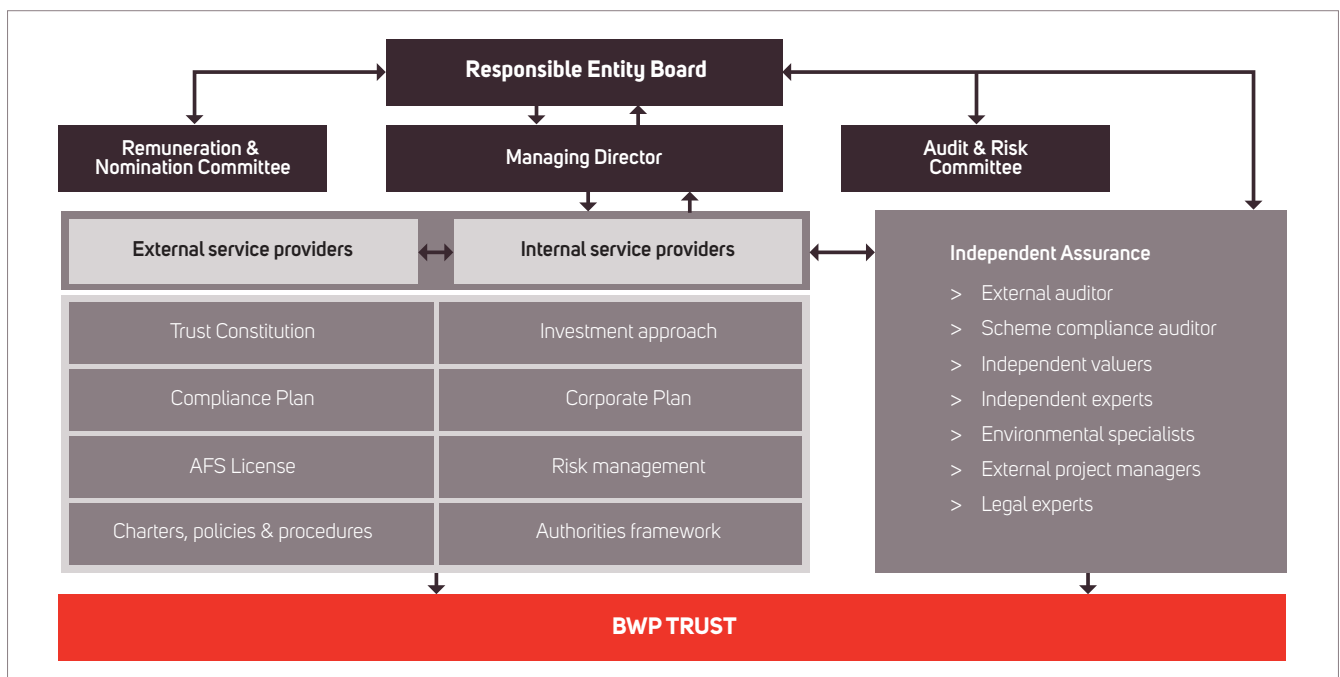 Responsible Entity Board
Remuneration &
Nomination Committee
Managing Director
Audit & Risk
Committee
External service providers
Internal service providers
Trust Constitution
Investment approach
Compliance Plan
Corporate Plan
AFS License
Risk management
Charters, policies & procedures
Authorities framework
Independent Assurance
> External auditor
> Scheme compliance auditor
> Independent valuers
> Independent experts
> Environmental specialists
> External project managers
> Legal experts
BWP TRUST